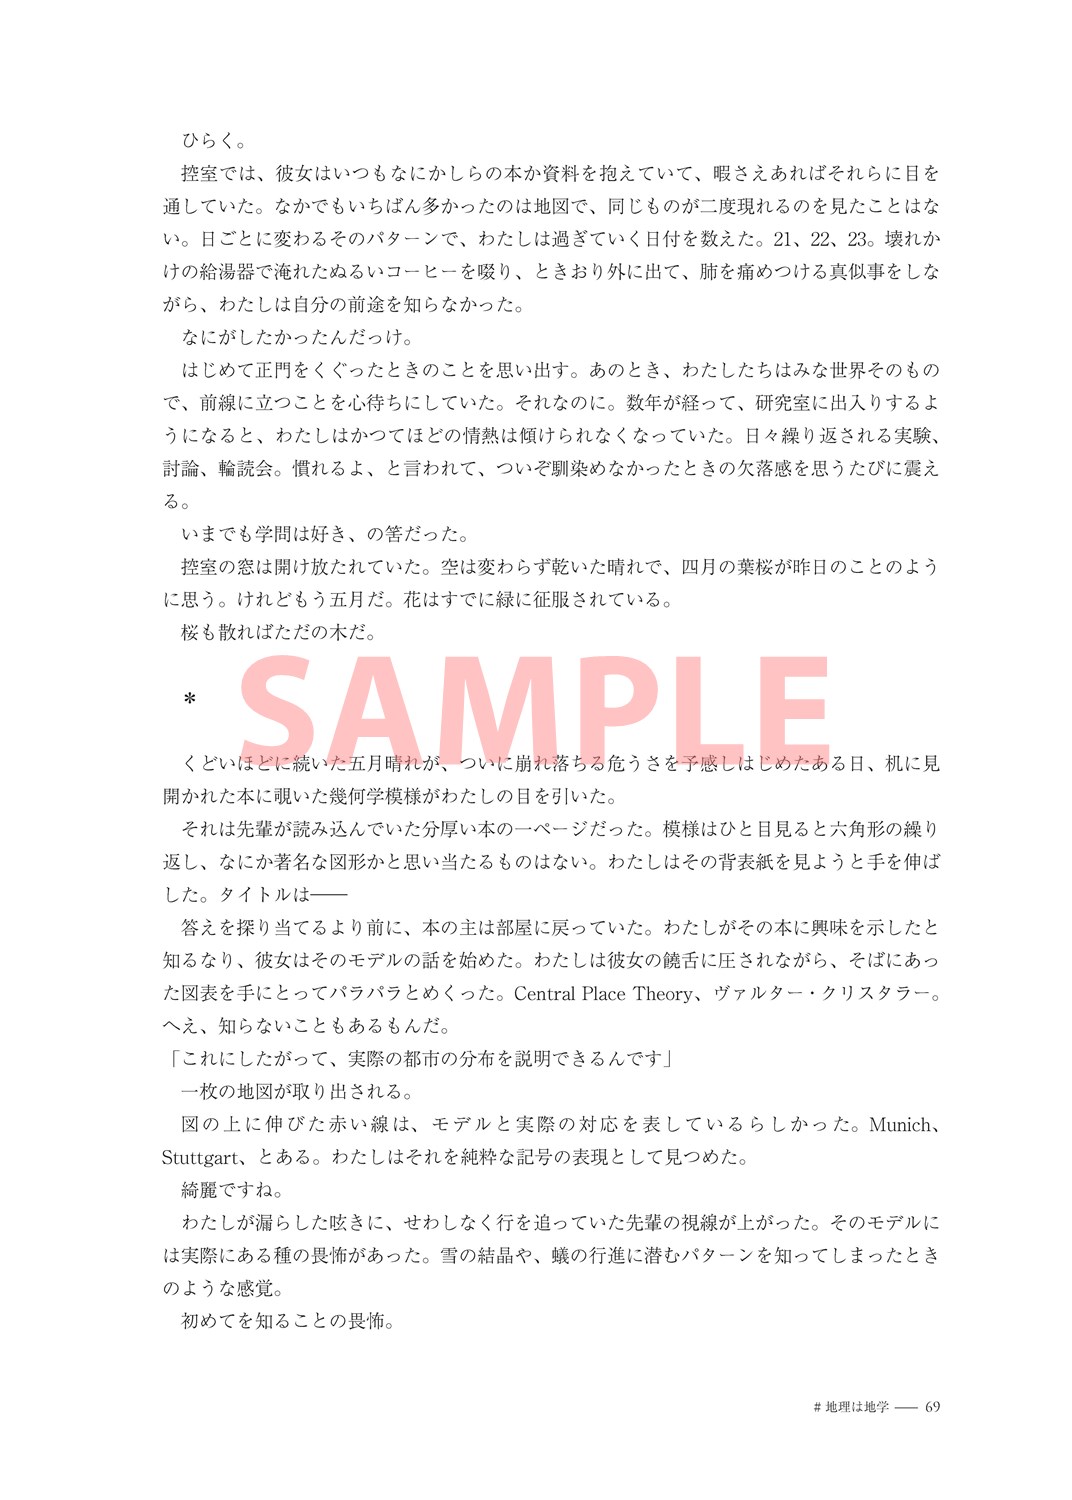 ひらく。
控室では、彼女はいつもなにかしらの本か資料を抱えていて、暇さえあればそれらに目を
通していた。なかでもいちばん多かったのは地図で、同じものが二度現れるのを見たことはな
い。日ごとに変わるそのパターンで、わたしは過ぎていく日付を数えた。21、22、23。壊れか
けの給湯器で淹れたぬるいコーヒーを啜り、ときおり外に出て、肺を痛めつける真似事をしな
がら、わたしは自分の前途を知らなかった。
なにがしたかったんだっけ。
はじめて正門をくぐったときのことを思い出す。あのとき、わたしたちはみな世界そのもの
で、前線に立つことを心待ちにしていた。それなのに。数年が経って、研究室に出入りするよ
うになると、わたしはかつてほどの情熱は傾けられなくなっていた。日々繰り返される実験、
討論、輪読会。慣れるよ、と言われて、ついぞ馴染めなかったときの欠落感を思うたびに震え
る。
いまでも学問は好き、の筈だった。
控室の窓は開け放たれていた。空は変わらず乾いた晴れで、四月の葉桜が昨日のことのよう
に思う。けれどもう五月だ。花はすでに緑に征服されている。
桜も散ればただの木だ。
SAMPLE
*
くどいほどに続いた五月晴れが、ついに崩れ落ちる危うさを予感しはじめたある日、机に見
開かれた本に覗いた幾何学模様がわたしの目を引いた。
それは先輩が読み込んでいた分厚い本の一ページだった。模様はひと目見ると六角形の繰り
返し、なにか著名な図形かと思い当たるものはない。わたしはその背表紙を見ようと手を伸ば
した。タイトルは――
答えを探り当てるより前に、本の主は部屋に戻っていた。わたしがその本に興味を示したと
知るなり、彼女はそのモデルの話を始めた。わたしは彼女の饒舌に圧されながら、そばにあっ
た図表を手にとってパラパラとめくった。Central Place Theory、ヴァルター・クリスタラー。
へえ、知らないこともあるもんだ。
「これにしたがって、実際の都市の分布を説明できるんです」
一枚の地図が取り出される。
図の上に伸びた赤い線は、モデルと実際の対応を表しているらしかった。Munich、
Stuttgart、とある。わたしはそれを純粋な記号の表現として見つめた。
綺麗ですね。
わたしが漏らした呟きに、せわしなく行を追っていた先輩の視線が上がった。そのモデルに
は実際にある種の畏怖があった。雪の結晶や、蟻の行進に潜むパターンを知ってしまったとき
のような感覚。
初めてを知ることの畏怖。
# 地理は地学 ―― 69